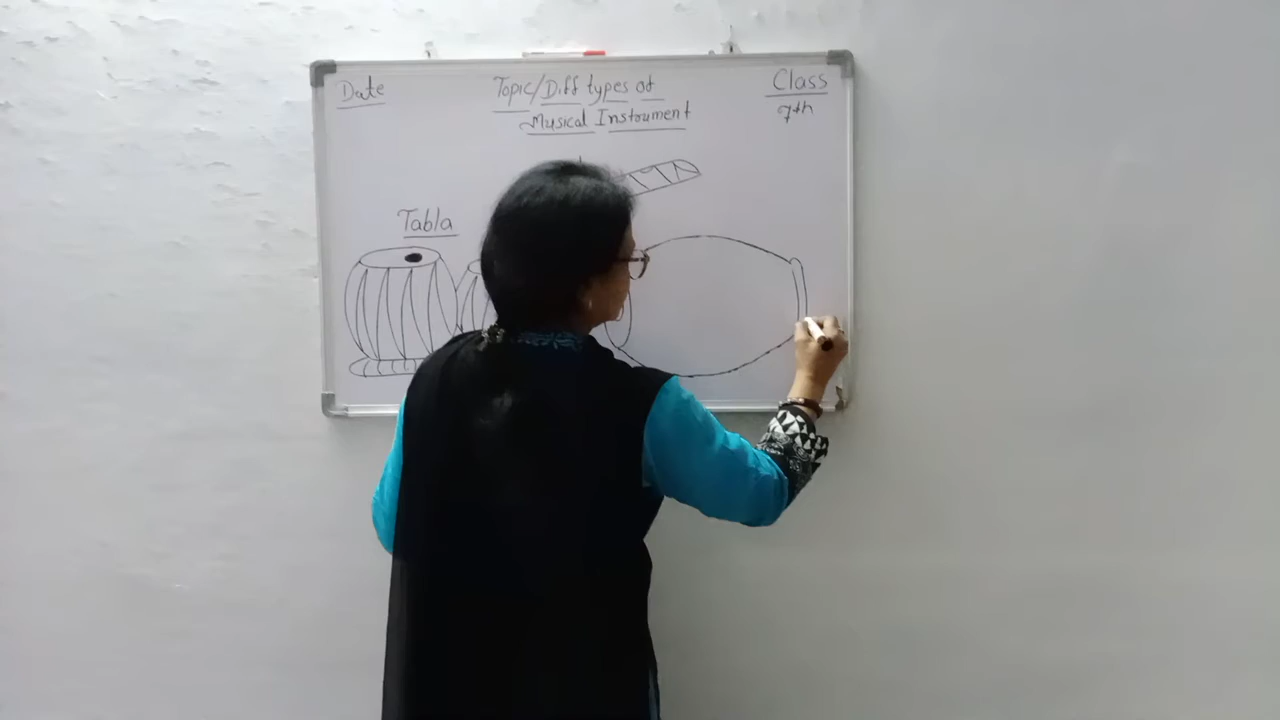 Date
Topic/Diff types of
Musical Instrument
Class
7th
Tabla